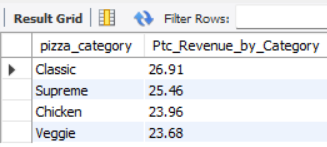 Result Grid Filter Rows:
pizza_category Ptc_Revenue_by_Category
Classic 26.91
Supreme 25.46
Chicken 23.96
Veggie 23.68